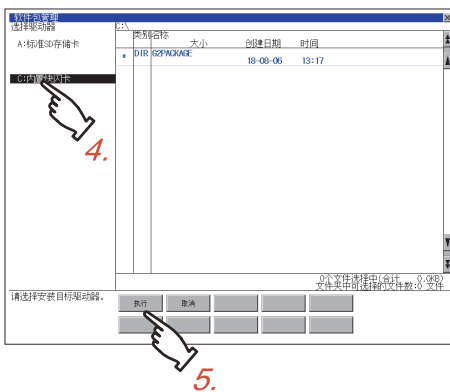 软件包管理
选择驱动器
C:\
A:标准SD存储卡
C:内置快闪卡
类别名称
大小
创建日期
时间
DIR G2PACKAGE
18-08-06
13:17
4.
0个文件选择中(合计 0.0KB)
文件夹中可选择的文件数:0 文件
请选择安装目标驱动器。
执行
取消
5.